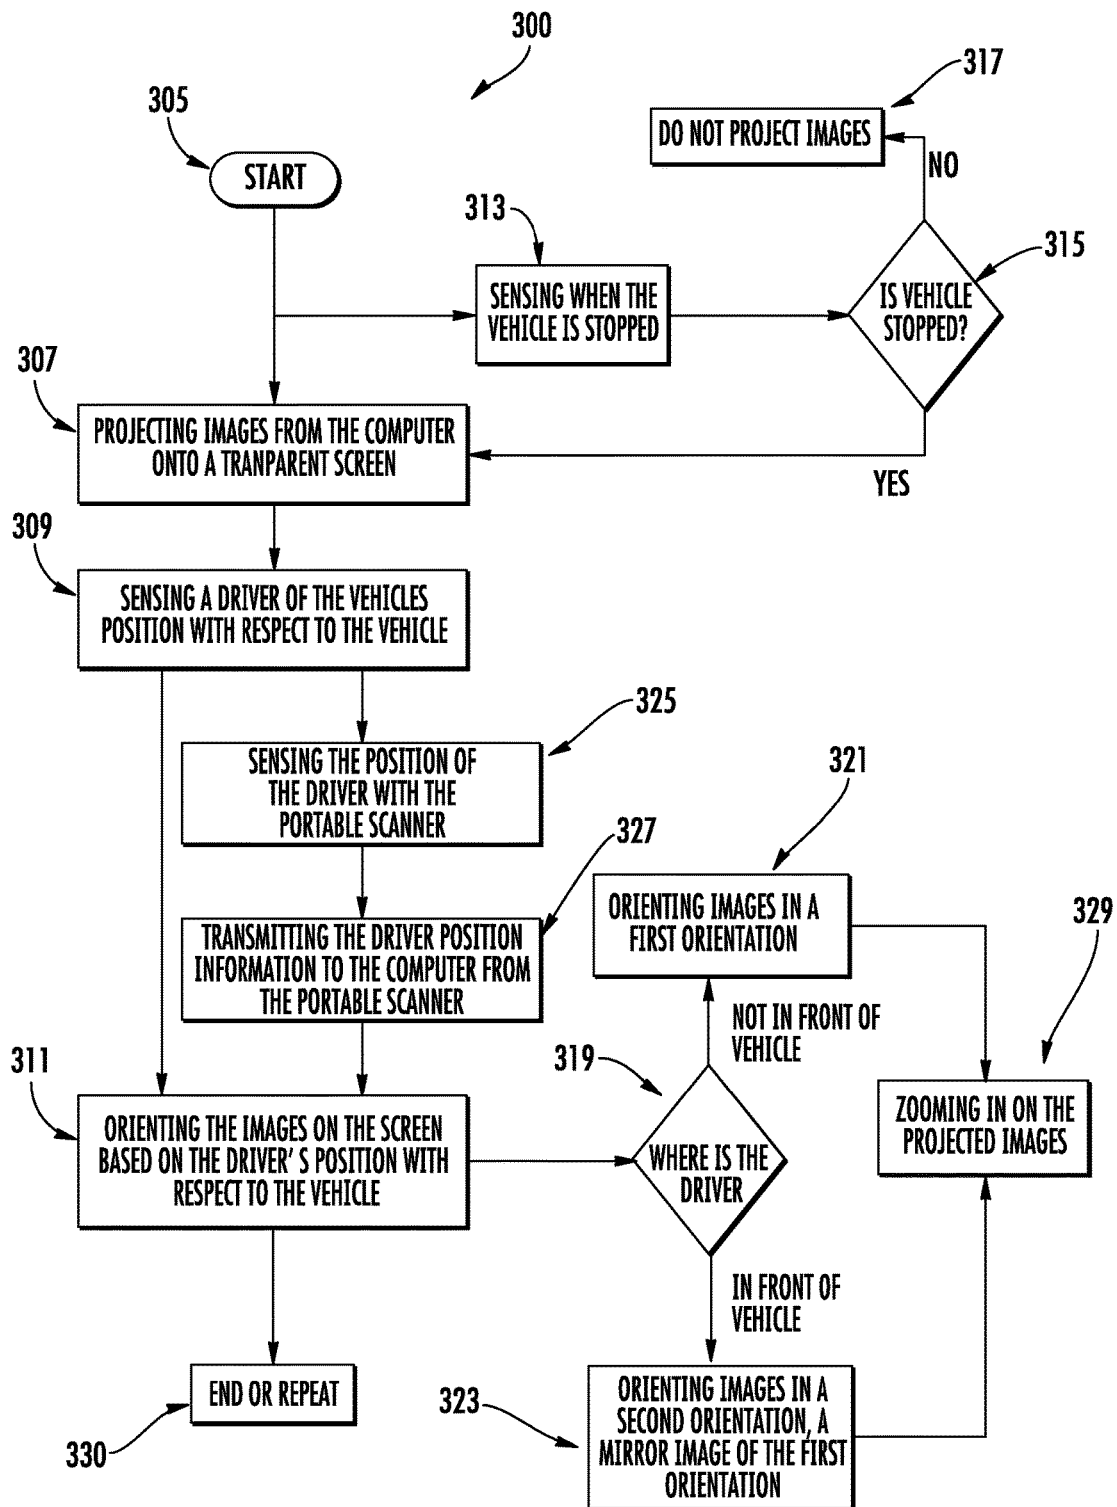 300
317
305
DO NOT PROJECT IMAGES
START
NO
313
315
SENSING WHEN THE
VEHICLE IS STOPPED
IS VEHICLE
STOPPED?
307
PROJECTING IMAGES FROM THE COMPUTER
ONTO A TRANPARENT SCREEN
YES
309
SENSING A DRIVER OF THE VEHICLES
POSITION WITH RESPECT TO THE VEHICLE
325
SENSING THE POSITION OF
THE DRIVER WITH THE
PORTABLE SCANNER
321
327
ORIENTING IMAGES IN A
FIRST ORIENTATION
329
TRANSMITTING THE DRIVER POSITION
INFORMATION TO THE COMPUTER FROM
THE PORTABLE SCANNER
NOT IN FRONT OF
VEHICLE
311
319
ZOOMING IN ON THE
PROJECTED IMAGES
ORIENTING THE IMAGES ON THE SCREEN
BASED ON THE DRIVER' S POSITION WITH
RESPECT TO THE VEHICLE
WHERE IS THE
DRIVER
IN FRONT OF
VEHICLE
END OR REPEAT
330
323
ORIENTING IMAGES IN A
SECOND ORIENTATION, A
MIRROR IMAGE OF THE FIRST
ORIENTATION